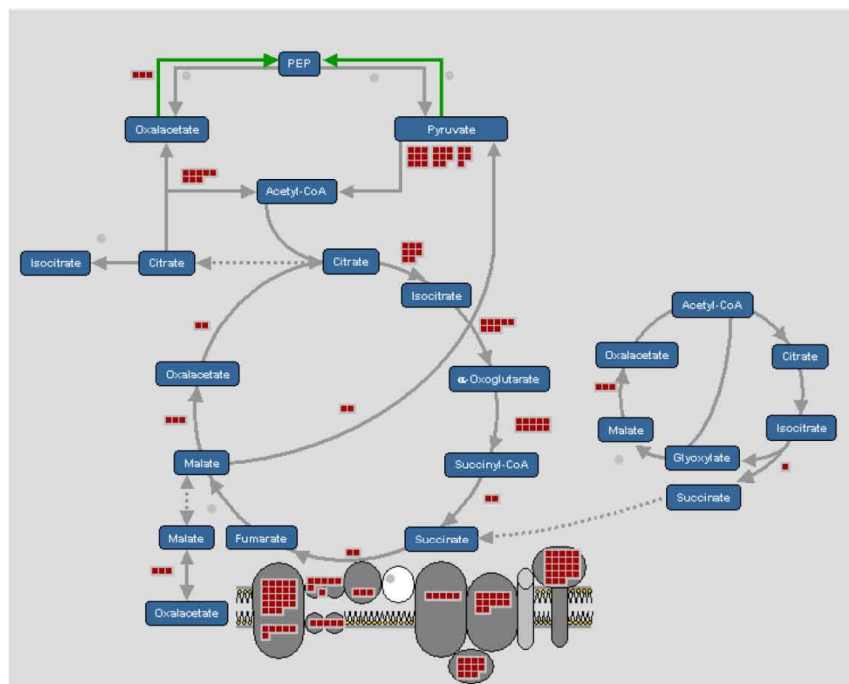 PEP
Oxalacetate
Pyruvate
Acetyl-CoA
Isocitrate
Citrate
Citrate
Isocitrate
Acetyl-CoA
Oxalacetate
Citrate
Oxalacetate
α-Oxoglutarate
Malate
Isocitrate
Malate
Succinyl-CoA
Glyoxylate
Succinate
Malate
Fumarate
Succinate
Oxalacetate